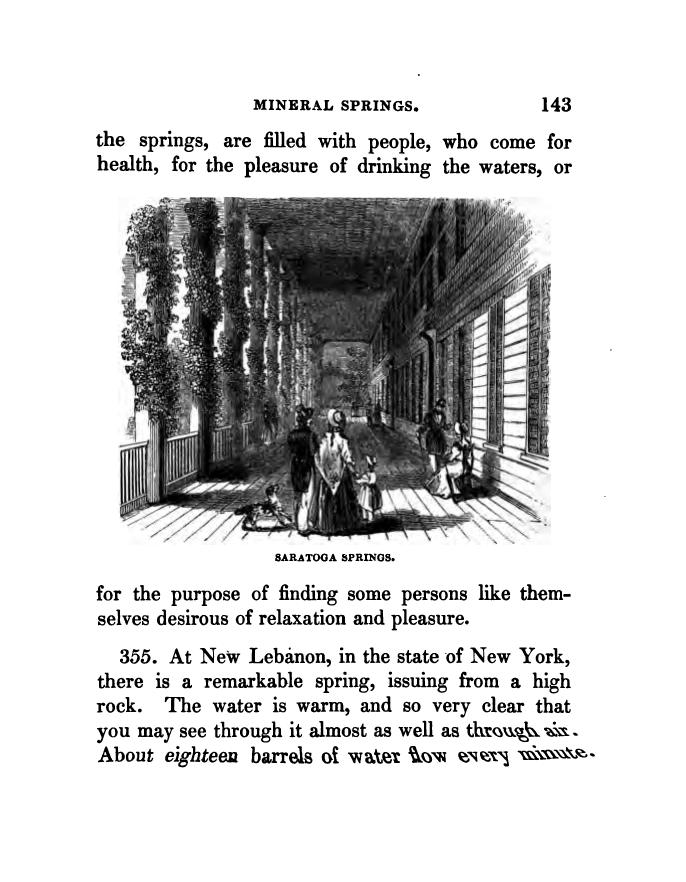 MINERAL SPRINGS. 143
the springs, are filled with people, who come for
health, for the pleasure of drinking the waters, or
SARATOGA SPRINGS.
for the purpose of finding some persons like them-
selves desirous of relaxation and pleasure.
355. At New Lebanon, in the state of New York,
there is a remarkable spring, issuing from a high
rock. The water is warm, and so very clear that
you may see through it almost as well as through air.
About eighteen barrels of water flow every minute.